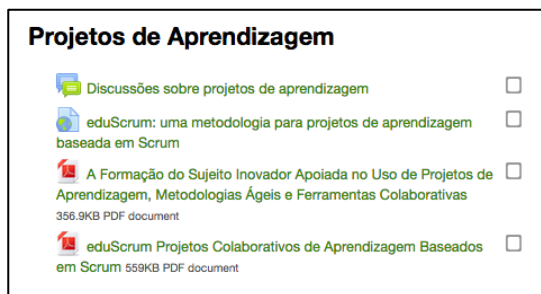 Projetos de Aprendizagem
Discussões sobre projetos de aprendizagem
eduScrum: uma metodologia para projetos de aprendizagem
baseada em Scrum
A Formação do Sujeito Inovador Apoiada no Uso de Projetos de
Aprendizagem, Metodologias Ágeis e Ferramentas Colaborativas
356.9KB PDF document
eduScrum Projetos Colaborativos de Aprendizagem Baseados
em Scrum 559KB PDF document